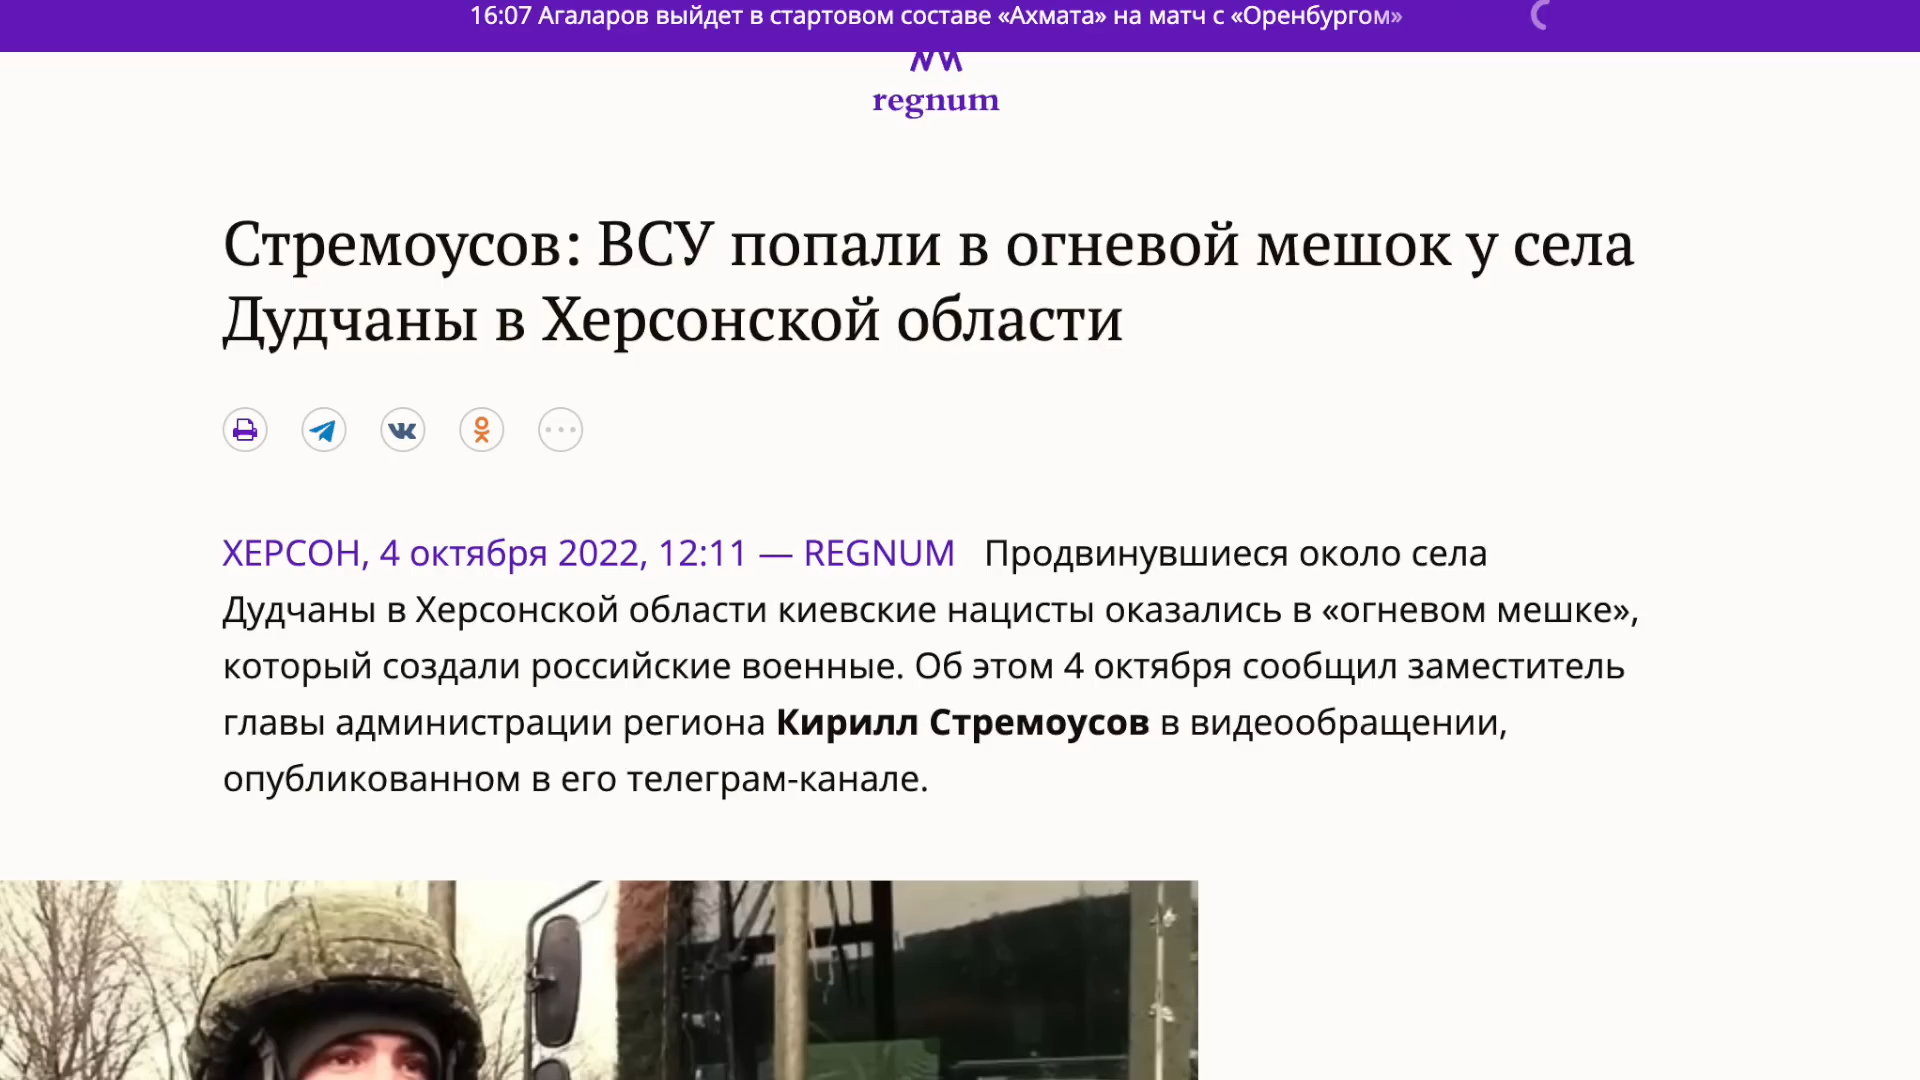 16:07 Агаларов выйдет в стартовом составе «Ахмата» на матч с «Оренбургом»
regnum
Стремоусов: ВСУ попали в огневой мешок у села
Дудчаны в Херсонской области
ХЕРСОН, 4 октября 2022, 12:11 — REGNUM Продвинувшиеся около села
Дудчаны в Херсонской области киевские нацисты оказались в «огневом мешке»,
который создали российские военные. Об этом 4 октября сообщил заместитель
главы администрации региона Кирилл Стремоусов в видеообращении,
опубликованном в его телеграм-канале.